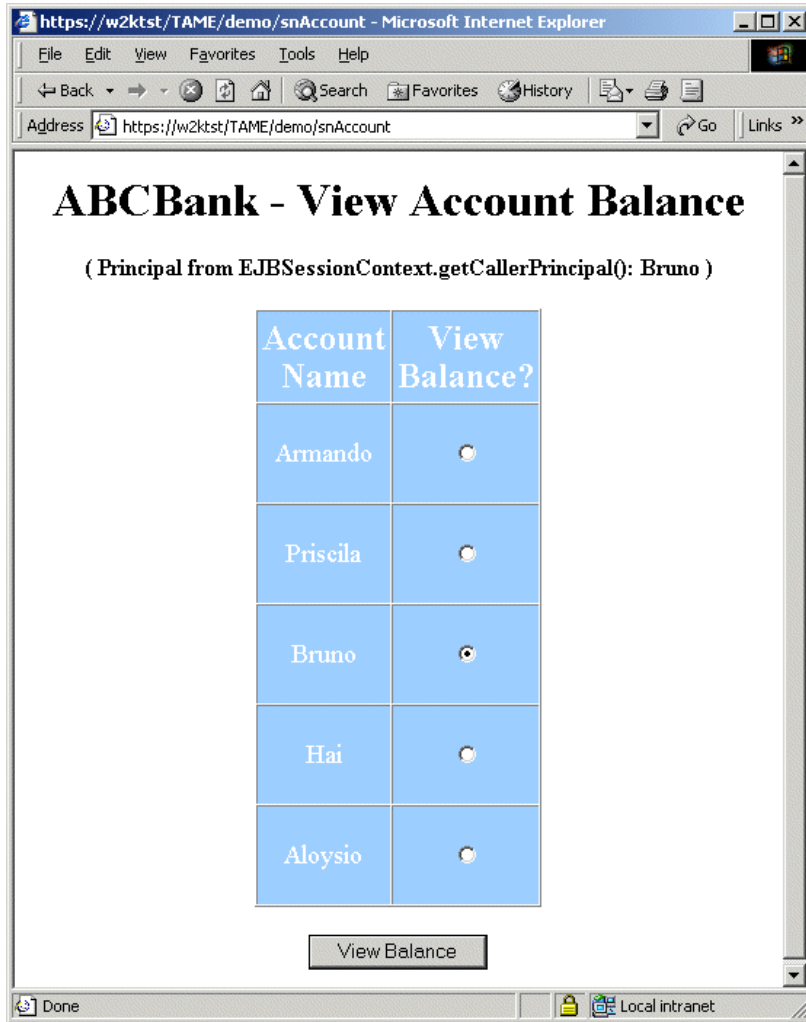 https://w2ktst/TAME/demo/snAccount - Microsoft Internet Explorer
File Edit View Favorites Tools Help
Back Search Favorites History
Address https://w2ktst/TAME/demo/snAccount Go Links »
ABCBank - View Account Balance
( Principal from EJBSessionContext.getCallerPrincipal(): Bruno )
Account View
Name Balance?
Armando
Priscila
Bruno
Hai
Aloysio
View Balance
Done Local intranet